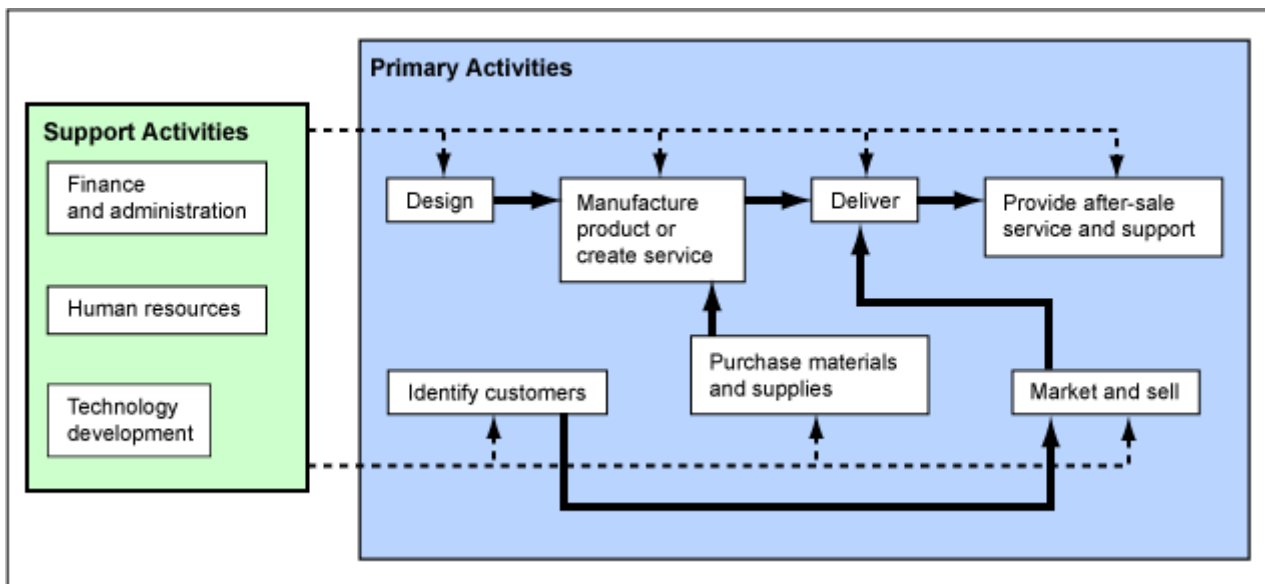 Primary Activities
Support Activities
Finance
and administration
Human resources
Technology
development
Design
Manufacture
product or
create service
Deliver
Provide after-sale
service and support
Identify customers
Purchase materials
and supplies
Market and sell